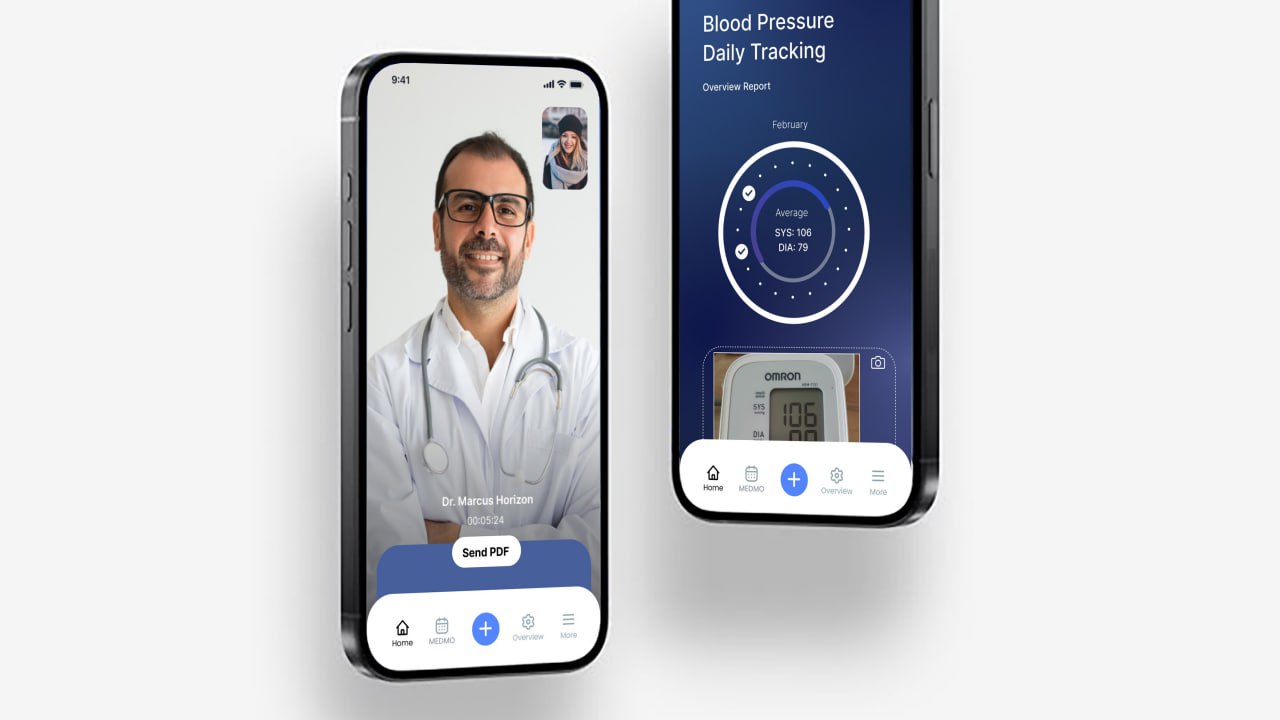 9:41
Dr. Marcus Horizon
00:05:24
Send PDF
Home
MEDMO
Overview
More
Blood Pressure
Daily Tracking
Overview Report
February
Average
SYS: 106
DIA: 79
OMRON
SYS
106
DIA
Home
MEDMO
Overview
More